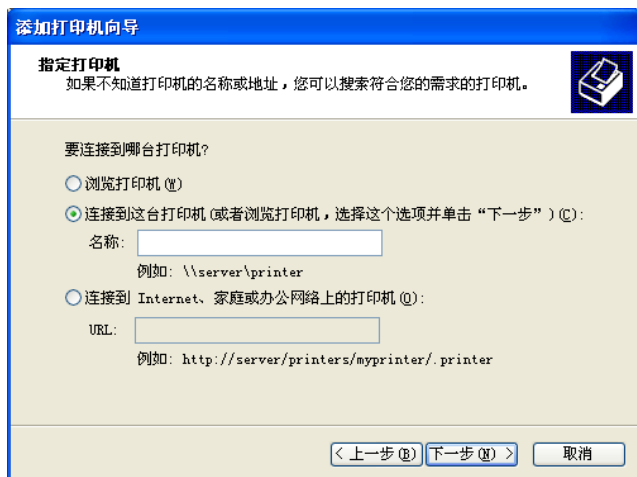 添加打印机向导
指定打印机
如果不知道打印机的名称或地址，您可以搜索符合您的需求的打印机。
要连接到哪台打印机?
浏览打印机(W)
连接到这台打印机(或者浏览打印机，选择这个选项并单击“下一步”)(C):
名称:
例如: \\server\printer
连接到 Internet、家庭或办公网络上的打印机(O):
URL:
例如: http://server/printers/myprinter/.printer
< 上一步(B) 下一步(N) > 取消